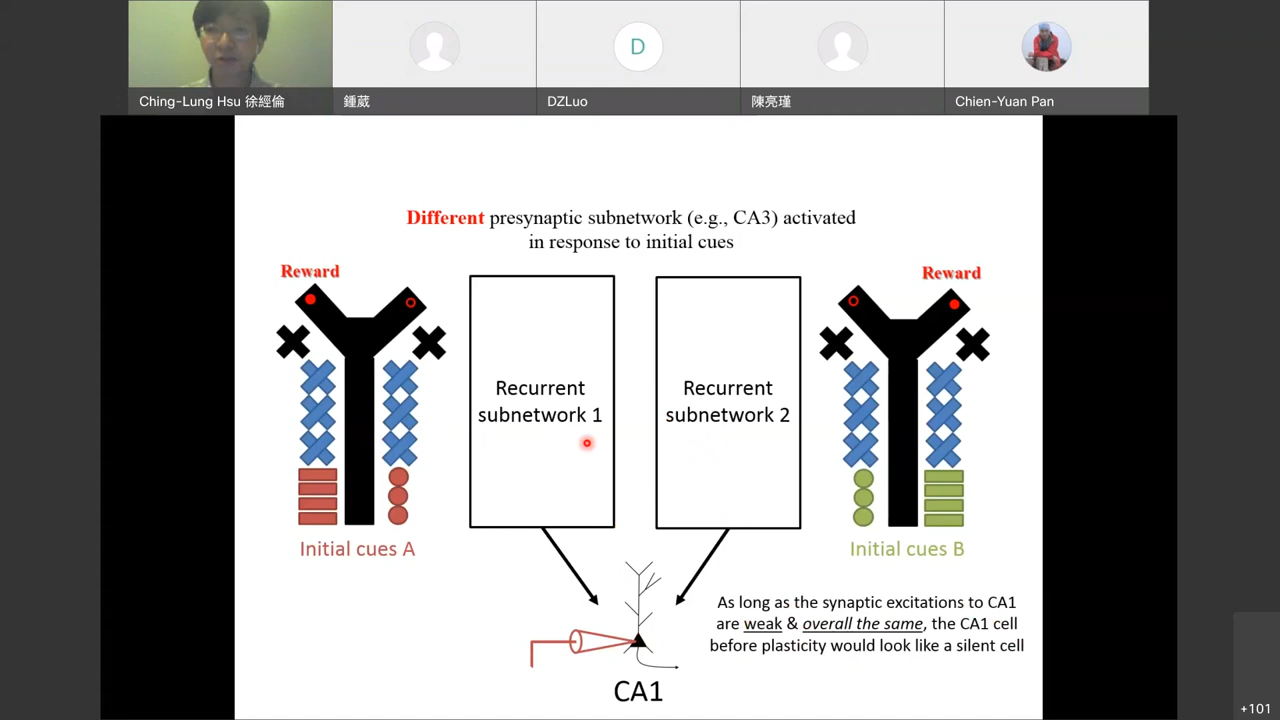 Ching-Lung Hsu 徐經倫
鍾葳
D
DZLuo
陳亮瑾
Chien-Yuan Pan
Different presynaptic subnetwork (e.g., CA3) activated
in response to initial cues
Reward
Reward
Recurrent
subnetwork 1
Recurrent
subnetwork 2
Initial cues A
Initial cues B
As long as the synaptic excitations to CA1
are weak & overall the same, the CA1 cell
before plasticity would look like a silent cell
CA1
+101